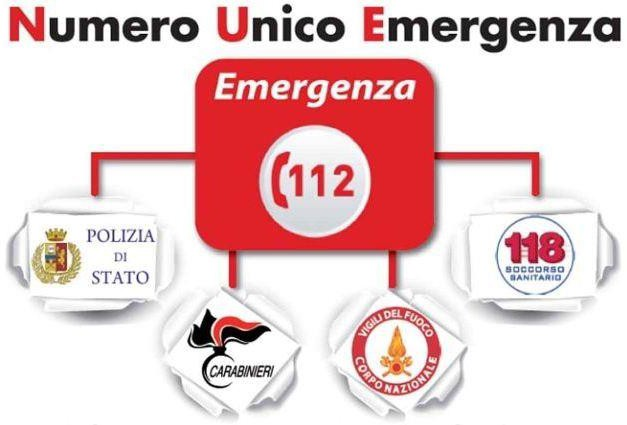 Numero Unico Emergenza
Emergenza
112
POLIZIA
DI
STATO
118
SOCCORSO
SANITARIO
CARABINIERI
VIGILI DEL FUOCO
CORPO NAZIONALE